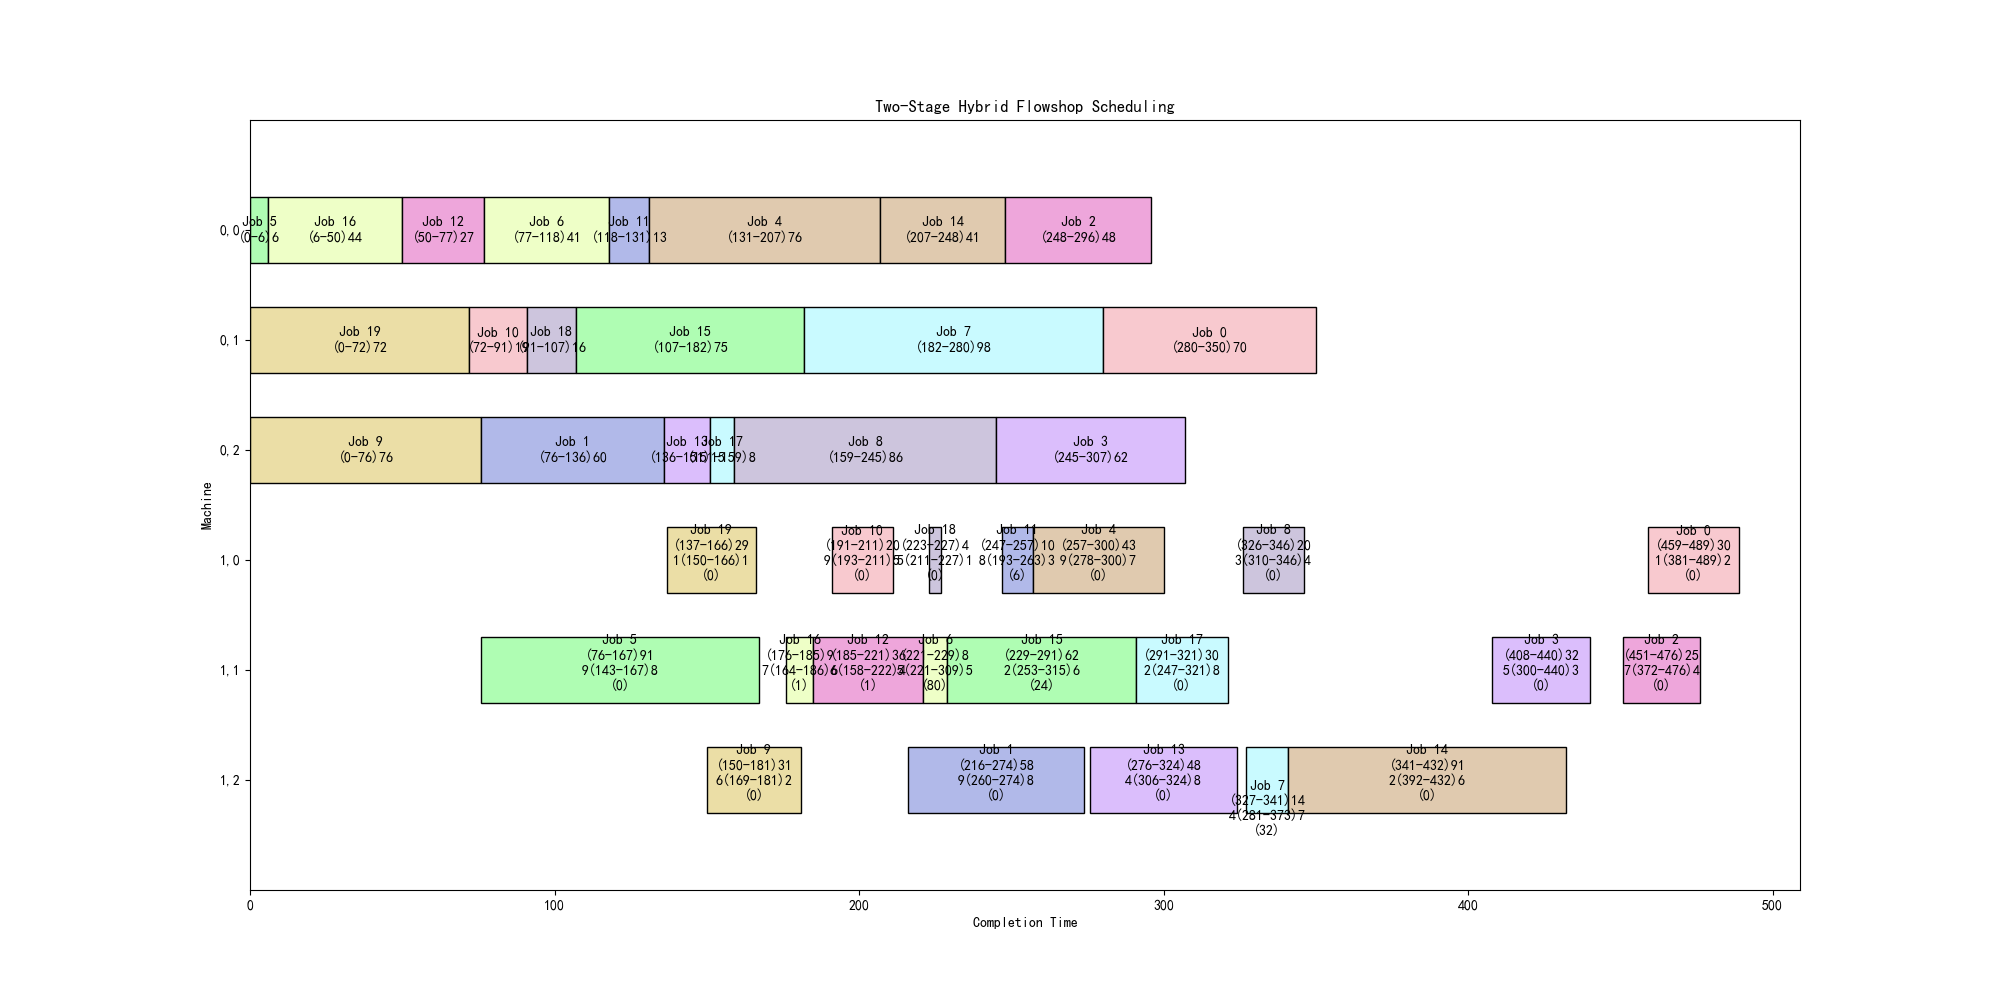 Two-Stage Hybrid Flowshop Scheduling
Machine
0,0
Job 5
(0-6)6
Job 16
(6-50)44
Job 12
(50-77)27
Job 6
(77-118)41
Job 11
(118-131)13
Job 4
(131-207)76
Job 14
(207-248)41
Job 2
(248-296)48
0,1
Job 19
(0-72)72
Job 10
(72-91)19
Job 18
(91-107)16
Job 15
(107-182)75
Job 7
(182-280)98
Job 0
(280-350)70
0,2
Job 9
(0-76)76
Job 1
(76-136)60
Job 13
(136-151)15
Job 17
(151-159)8
Job 8
(159-245)86
Job 3
(245-307)62
1,0
Job 19
(137-166)29
1(150-166)1
(0)
Job 10
(191-211)20
9(193-211)5
(0)
Job 18
(223-227)4
5(211-227)1
(0)
Job 11
(247-257)10
8(193-263)3
(6)
Job 4
(257-300)43
9(278-300)7
(0)
Job 8
(326-346)20
3(310-346)4
(0)
Job 0
(459-489)30
1(381-489)2
(0)
1,1
Job 5
(76-167)91
9(143-167)8
(0)
Job 16
(176-185)9
7(164-186)6
(1)
Job 12
(185-221)36
6(158-222)5
(1)
Job 6
(221-229)8
4(221-309)5
(80)
Job 15
(229-291)62
2(253-315)6
(24)
Job 17
(291-321)30
2(247-321)8
(0)
Job 3
(408-440)32
5(300-440)3
(0)
Job 2
(451-476)25
7(372-476)4
(0)
1,2
Job 9
(150-181)31
6(169-181)2
(0)
Job 1
(216-274)58
9(260-274)8
(0)
Job 13
(276-324)48
4(306-324)8
(0)
Job 7
(327-341)14
4(281-373)7
(32)
Job 14
(341-432)91
2(392-432)6
(0)
0
100
200
300
400
500
Completion Time